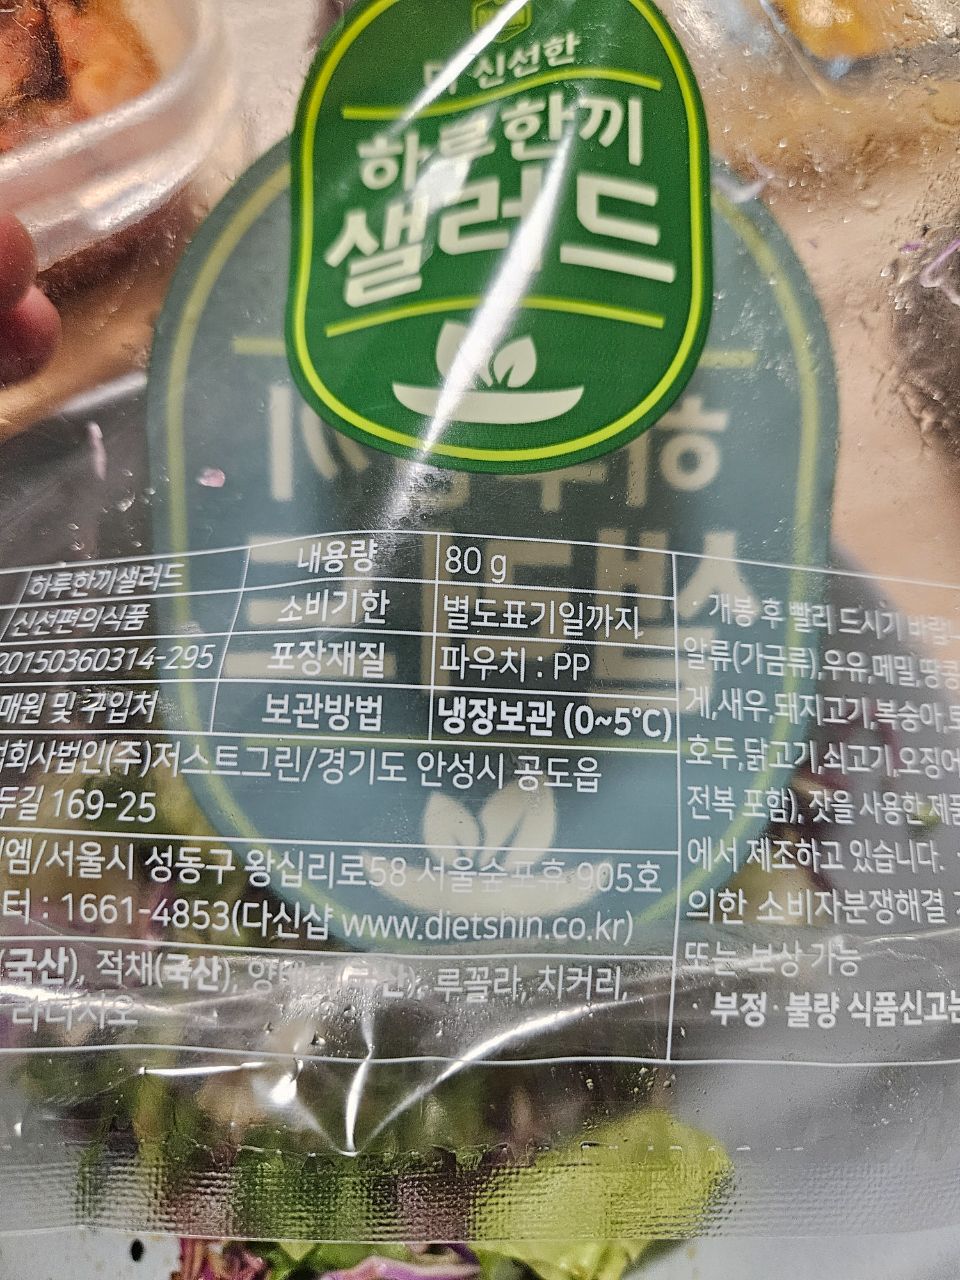 신선한
하루한끼
샐러드
하루한끼샐러드
내용량
80 g
신선편의식품
소비기한
별도표기일까지
20150360314-295
포장재질
파우치 : PP
매원 및 구입처
보관방법
냉장보관 (0~5℃)
회사법인(주)저스트그린/경기도 안성시 공도읍
두길 169-25
엠/서울시 성동구 왕십리로58 서울숲포휴 905호
터 : 1661-4853(다신샵 www.dietshin.co.kr)
(국산), 적채(국산), 루꼴라, 치커리,
라디치오
· 개봉 후 빨리 드시기
알류(가금류),우유,메밀,땅콩
게,새우,돼지고기,복숭아,
호두,닭고기,쇠고기,오징어
전복 포함), 잣을 사용한 제품
에서 제조하고 있습니다.
의한 소비자분쟁해결
또는 보상 가능
· 부정·불량 식품신고는